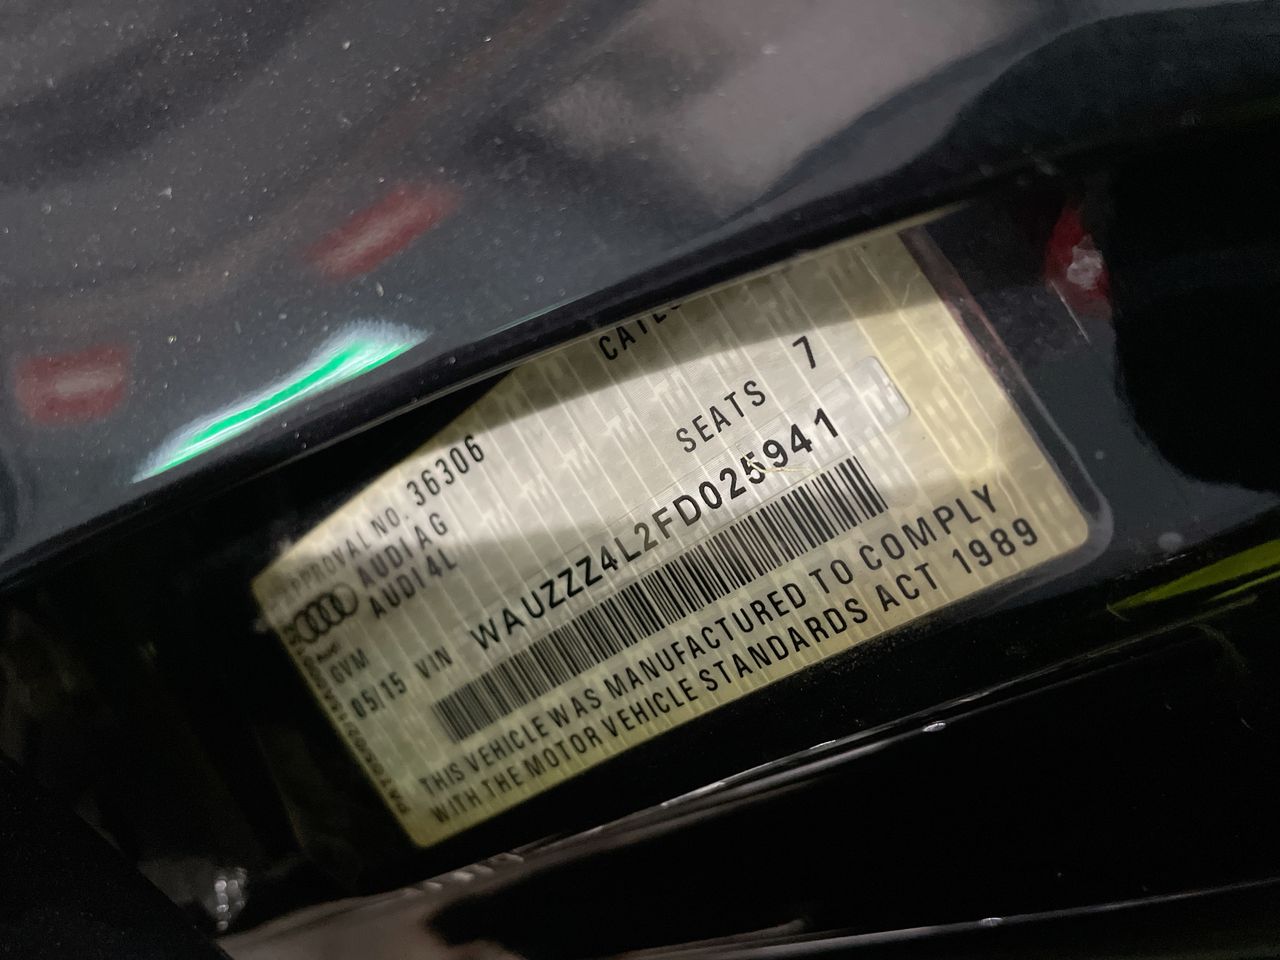 APPROVAL NO. 36306
AUDI AG
AUDI 4L
SEATS 7
GVM
05/15 VIN WAUZZZ4L2FD025941
THIS VEHICLE WAS MANUFACTURED TO COMPLY
WITH THE MOTOR VEHICLE STANDARDS ACT 1989